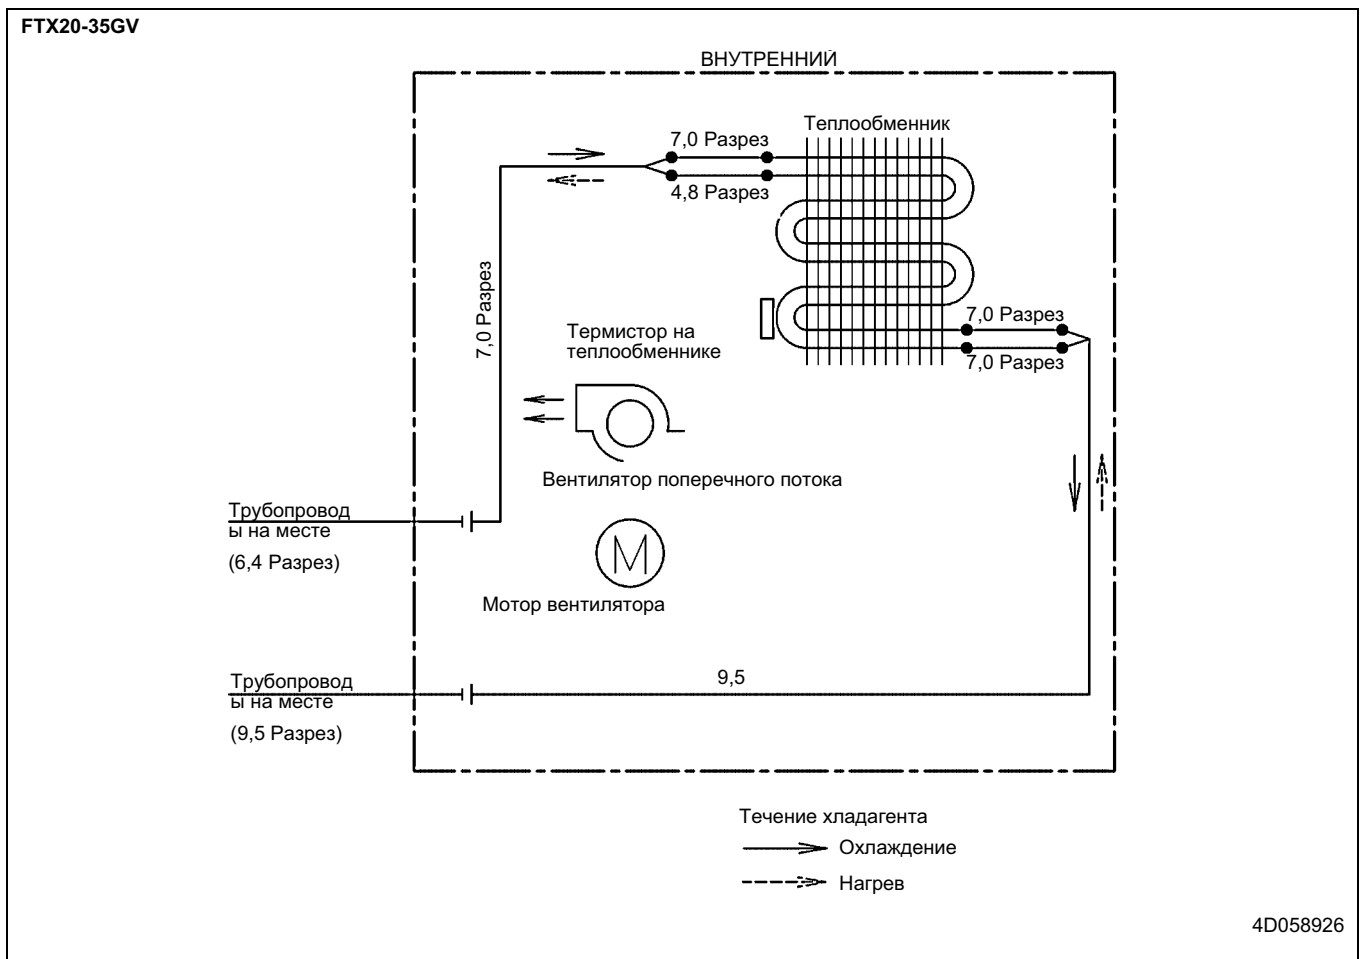 FTX20-35GV
ВНУТРЕННИЙ
Теплообменник
7,0 Разрез
4,8 Разрез
7,0 Разрез
7,0 Разрез
7,0 Разрез
Термистор на
теплообменнике
Вентилятор поперечного потока
Трубопровод
ы на месте
(6,4 Разрез)
M
Мотор вентилятора
9,5
Трубопровод
ы на месте
(9,5 Разрез)
Течение хладагента
Охлаждение
Нагрев
4D058926